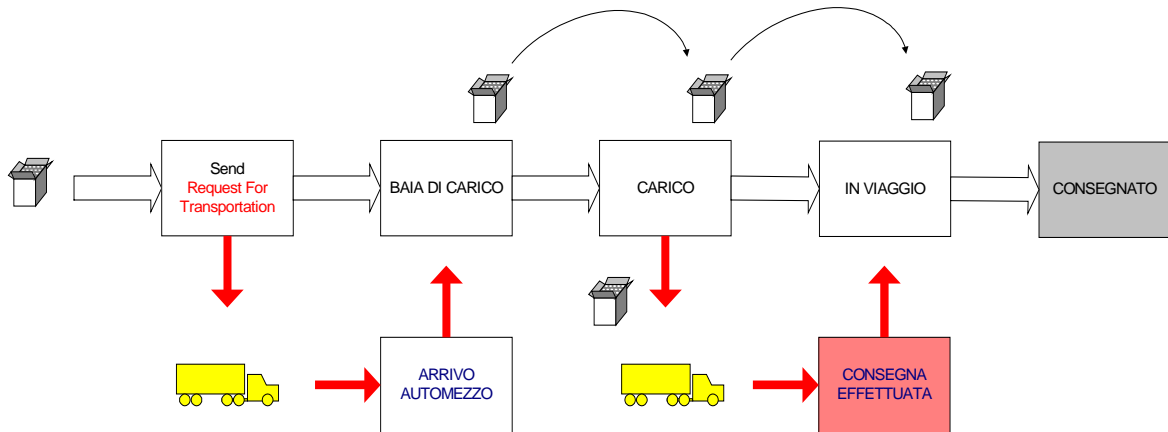 Send
Request For
Transportation
BAIA DI CARICO
CARICO
IN VIAGGIO
CONSEGNATO
ARRIVO
AUTOMEZZO
CONSEGNA
EFFETTUATA